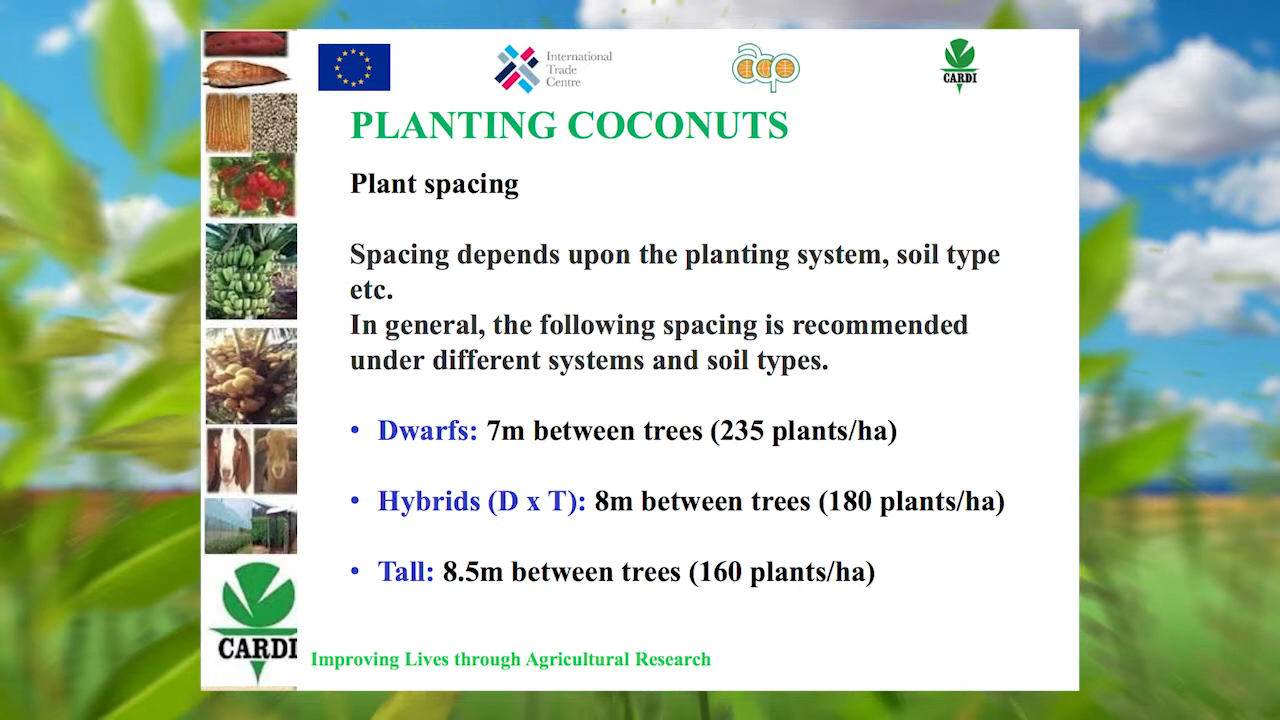 International
Trade
Centre
acp
CARDI
PLANTING COCONUTS
Plant spacing
Spacing depends upon the planting system, soil type
etc.
In general, the following spacing is recommended
under different systems and soil types.
• Dwarfs: 7m between trees (235 plants/ha)
• Hybrids (D x T): 8m between trees (180 plants/ha)
• Tall: 8.5m between trees (160 plants/ha)
CARDI
Improving Lives through Agricultural Research